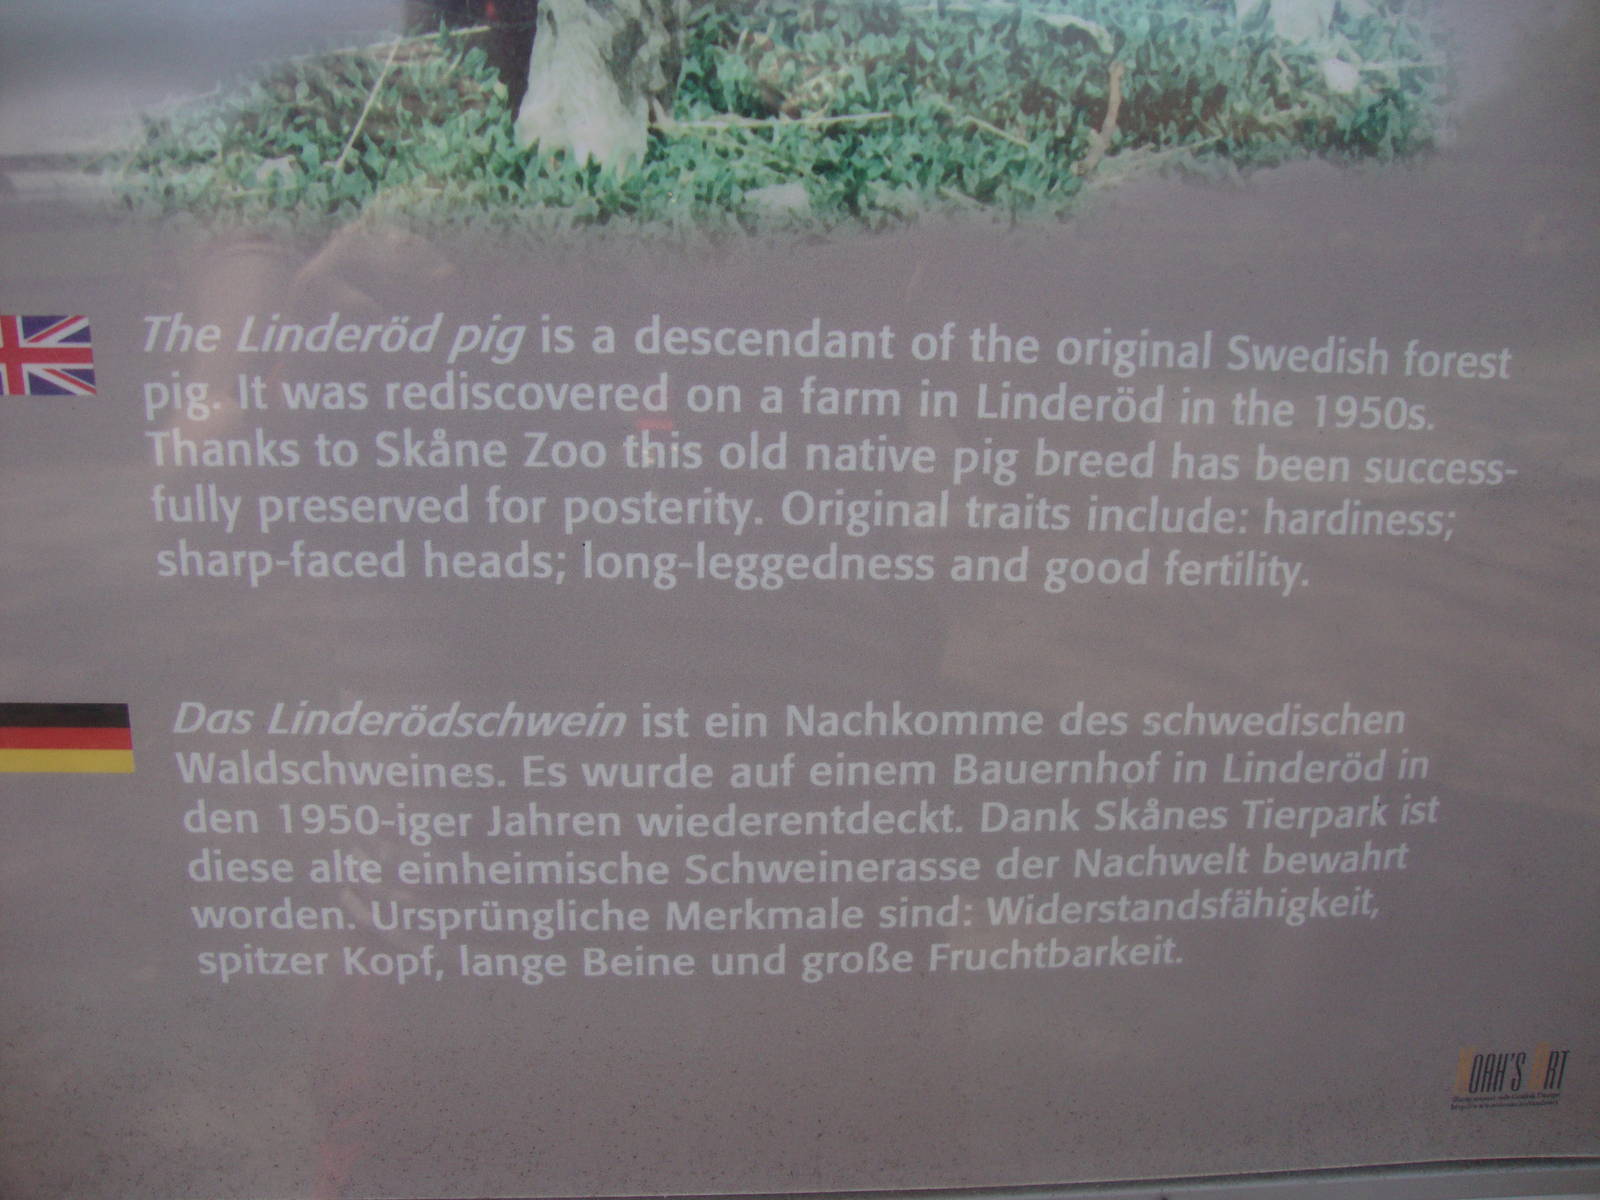 The Linderöd pig is a descendant of the original Swedish forest
pig. It was rediscovered on a farm in Linderöd in the 1950s.
Thanks to Skåne Zoo this old native pig breed has been success-
fully preserved for posterity. Original traits include: hardiness;
sharp-faced heads; long-leggedness and good fertility.
Das Linderödschwein ist ein Nachkomme des schwedischen
Waldschweines. Es wurde auf einem Bauernhof in Linderöd in
den 1950-iger Jahren wiederentdeckt. Dank Skånes Tierpark ist
diese alte einheimische Schweinerasse der Nachwelt bewahrt
worden. Ursprüngliche Merkmale sind: Widerstandsfähigkeit,
spitzer Kopf, lange Beine und große Fruchtbarkeit.
NOAH'S ART